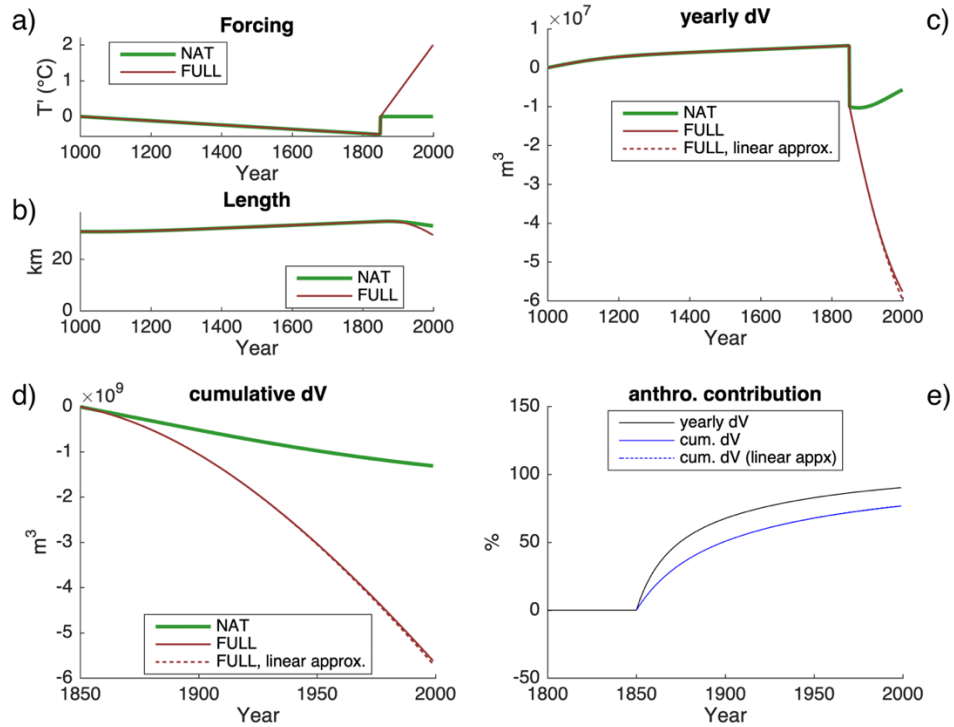 a)
Forcing
2
1
0
T' (°C)
NAT
FULL
1000 1200 1400 1600 1800 2000
Year
b)
Length
20
0
km
NAT
FULL
1000 1200 1400 1600 1800 2000
Year
c)
yearly dV
×10⁷
1
0
-1
-2
-3
-4
-5
-6
m³
NAT
FULL
FULL, linear approx.
1000 1200 1400 1600 1800 2000
Year
d)
cumulative dV
×10⁹
0
-1
-2
-3
-4
-5
-6
m³
NAT
FULL
FULL, linear approx.
1850 1900 1950 2000
Year
e)
anthro. contribution
150
100
50
0
-50
%
yearly dV
cum. dV
cum. dV (linear appx)
1800 1850 1900 1950 2000
Year